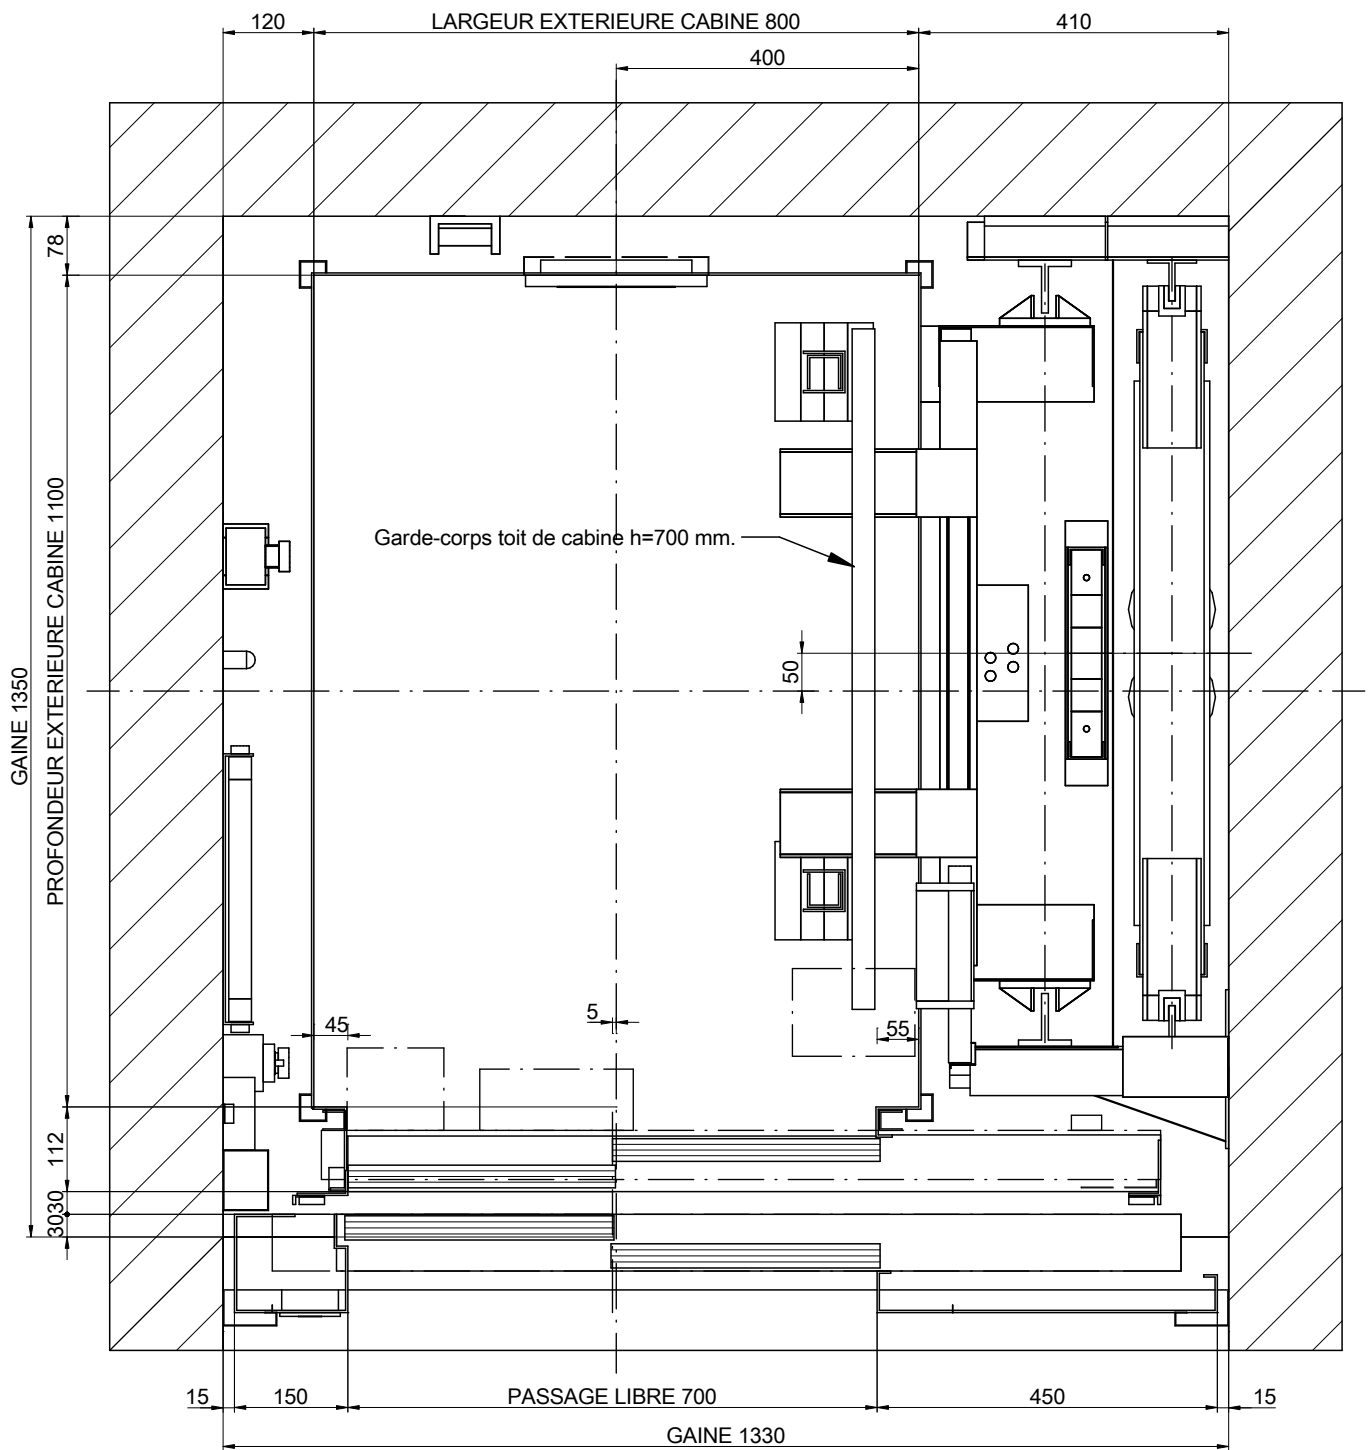 120
LARGEUR EXTERIEURE CABINE 800
410
400
78
GAINE 1350
PROFONDEUR EXTERIEURE CABINE 1100
Garde-corps toit de cabine h=700 mm.
50
45
5
55
112
30
30
15
150
PASSAGE LIBRE 700
450
15
GAINE 1330